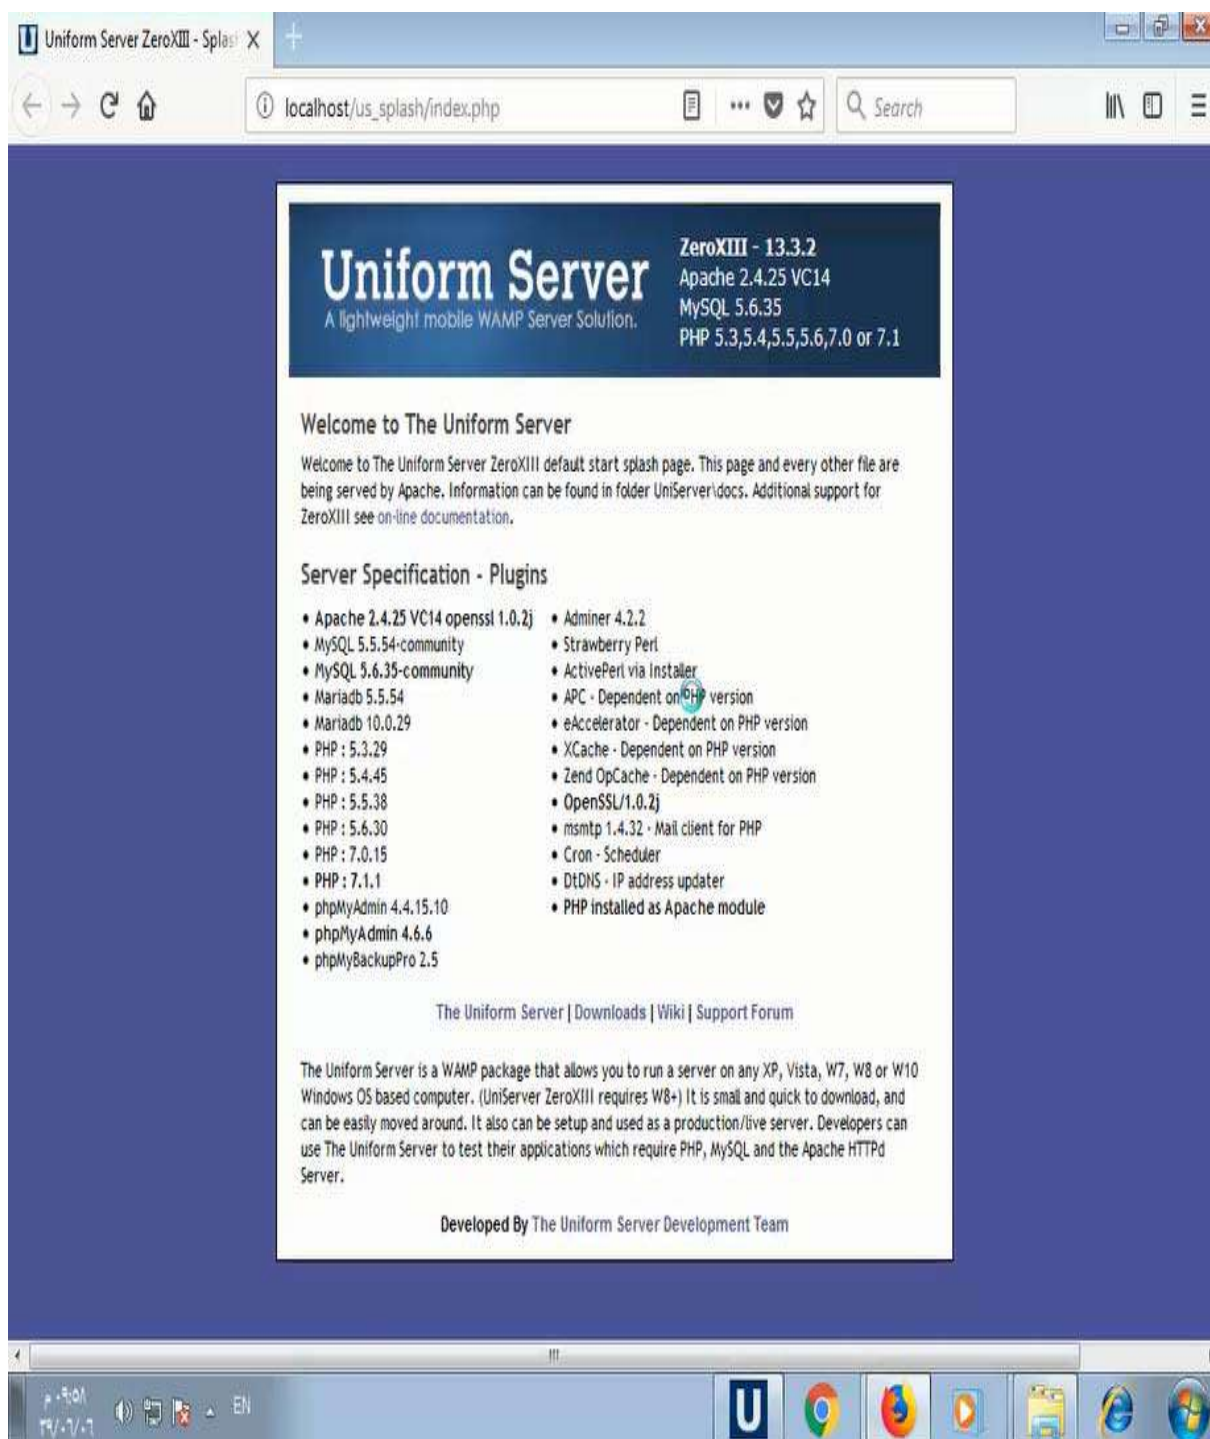 Uniform Server ZeroXIII - Splas
localhost/us_splash/index.php
Search
Uniform Server
A lightweight mobile WAMP Server Solution.
ZeroXIII - 13.3.2
Apache 2.4.25 VC14
MySQL 5.6.35
PHP 5.3,5.4,5.5,5.6,7.0 or 7.1
Welcome to The Uniform Server
Welcome to The Uniform Server ZeroXIII default start splash page. This page and every other file are
being served by Apache. Information can be found in folder UniServer\docs. Additional support for
ZeroXIII see on-line documentation.
Server Specification - Plugins
• Apache 2.4.25 VC14 openssl 1.0.2j
• MySQL 5.5.54-community
• MySQL 5.6.35-community
• Mariadb 5.5.54
• Mariadb 10.0.29
• PHP : 5.3.29
• PHP : 5.4.45
• PHP : 5.5.38
• PHP : 5.6.30
• PHP : 7.0.15
• PHP : 7.1.1
• phpMyAdmin 4.4.15.10
• phpMyAdmin 4.6.6
• phpMyBackupPro 2.5
• Adminer 4.2.2
• Strawberry Perl
• ActivePerl via Installer
• APC - Dependent on PHP version
• eAccelerator - Dependent on PHP version
• XCache - Dependent on PHP version
• Zend OpCache - Dependent on PHP version
• OpenSSL/1.0.2j
• msmtp 1.4.32 - Mail client for PHP
• Cron - Scheduler
• DtDNS - IP address updater
• PHP installed as Apache module
The Uniform Server | Downloads | Wiki | Support Forum
The Uniform Server is a WAMP package that allows you to run a server on any XP, Vista, W7, W8 or W10
Windows OS based computer. (UniServer ZeroXIII requires W8+) It is small and quick to download, and
can be easily moved around. It also can be setup and used as a production/live server. Developers can
use The Uniform Server to test their applications which require PHP, MySQL and the Apache HTTPd
Server.
Developed By The Uniform Server Development Team
٠٩:٥٨ م
٣٩/٠٦/٠٦
EN
U